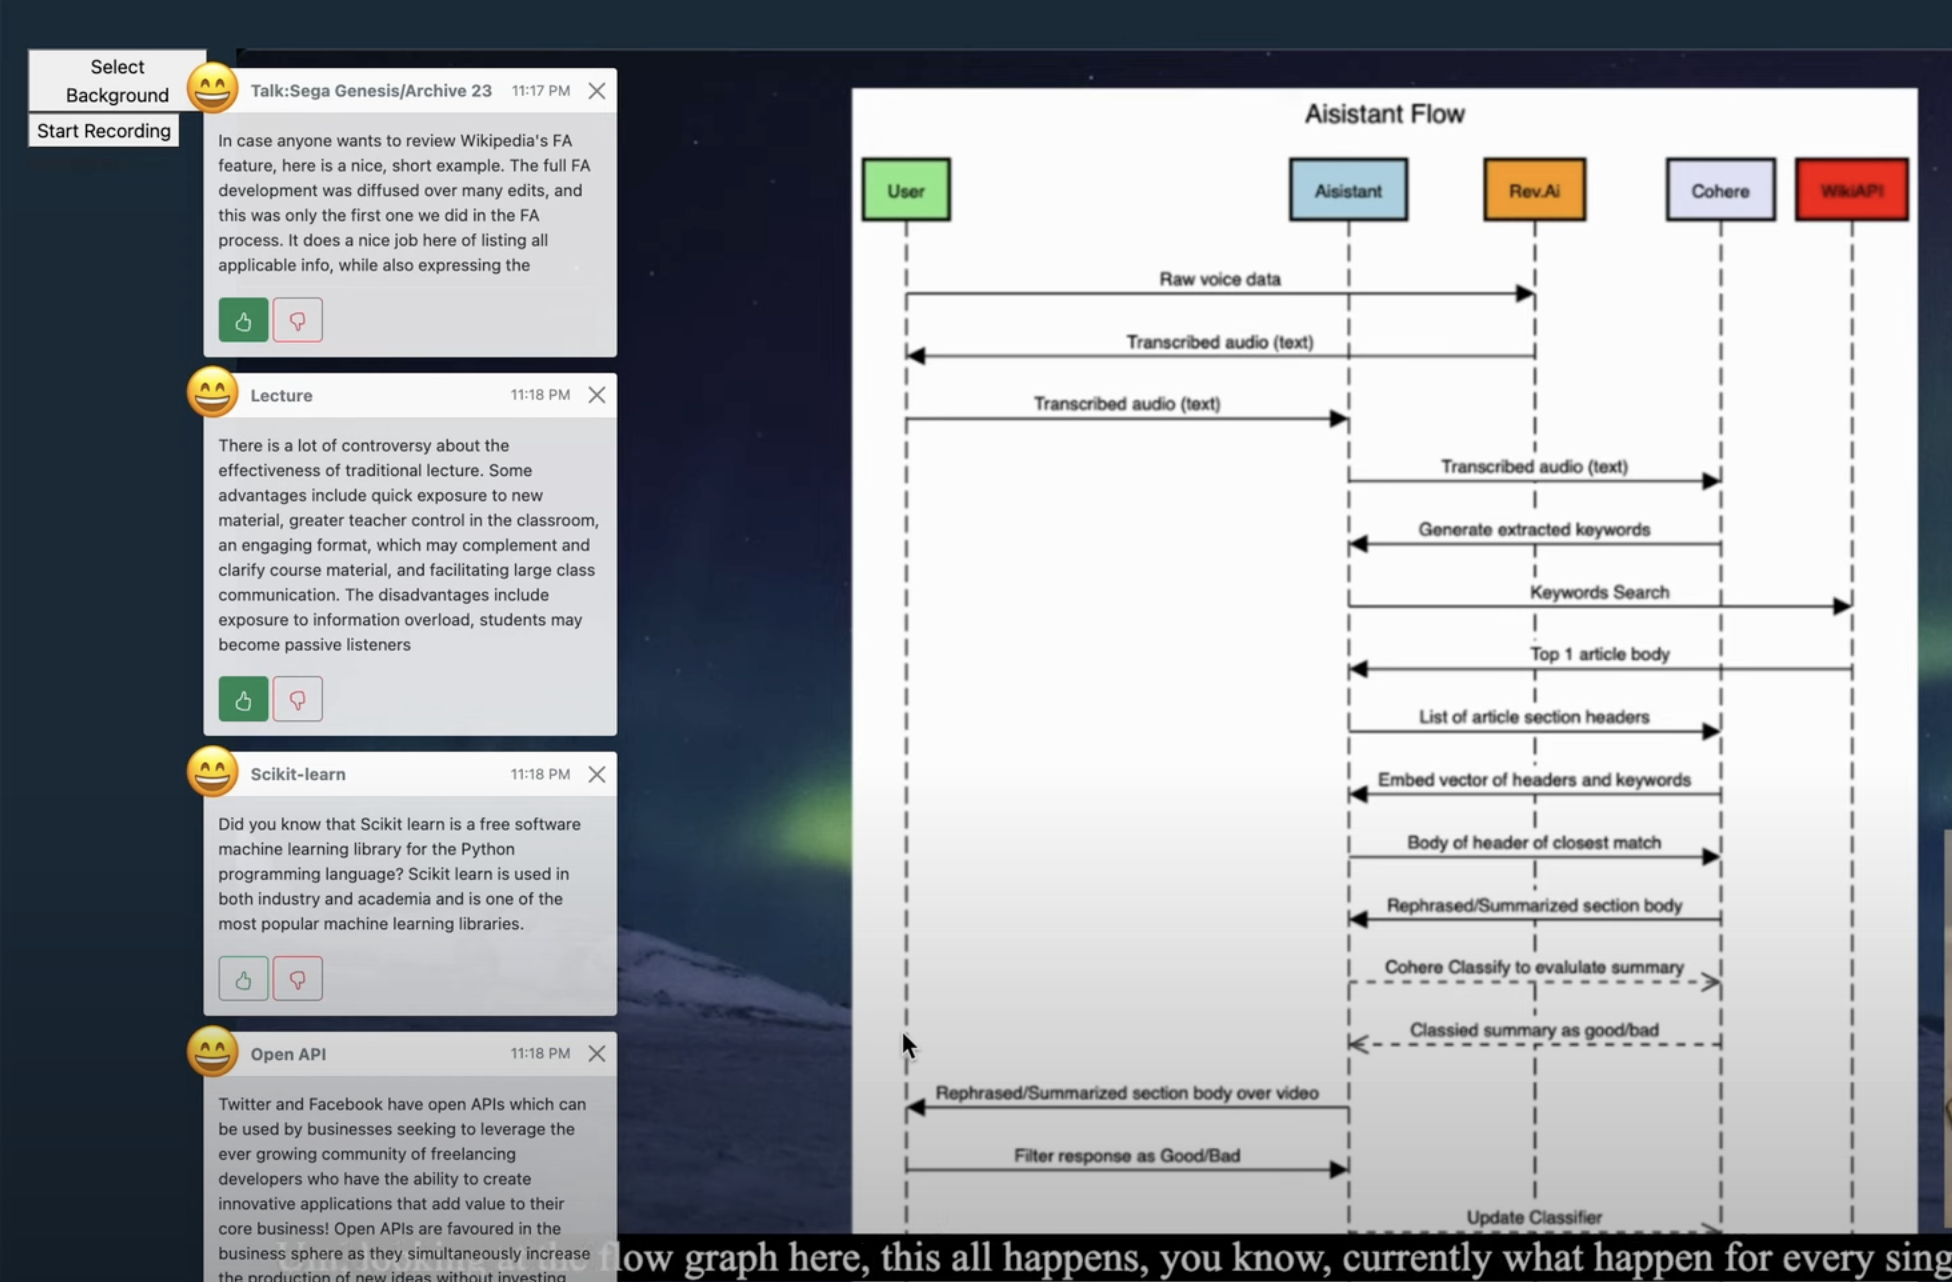 Select
Background
Start Recording
Talk:Sega Genesis/Archive 23 11:17 PM
In case anyone wants to review Wikipedia's FA
feature, here is a nice, short example. The full FA
development was diffused over many edits, and
this was only the first one we did in the FA
process. It does a nice job here of listing all
applicable info, while also expressing the
Lecture 11:18 PM
There is a lot of controversy about the
effectiveness of traditional lecture. Some
advantages include quick exposure to new
material, greater teacher control in the classroom,
an engaging format, which may complement and
clarify course material, and facilitating large class
communication. The disadvantages include
exposure to information overload, students may
become passive listeners
Scikit-learn 11:18 PM
Did you know that Scikit learn is a free software
machine learning library for the Python
programming language? Scikit learn is used in
both industry and academia and is one of the
most popular machine learning libraries.
Open API 11:18 PM
Twitter and Facebook have open APIs which can
be used by businesses seeking to leverage the
ever growing community of freelancing
developers who have the ability to create
innovative applications that add value to their
core business! Open APIs are favoured in the
business sphere as they simultaneously increase
the production of new ideas without investing
Aisistant Flow
User Aisistant Rev.Ai Cohere WikiAPI
Raw voice data
Transcribed audio (text)
Transcribed audio (text)
Transcribed audio (text)
Generate extracted keywords
Keywords Search
Top 1 article body
List of article section headers
Embed vector of headers and keywords
Body of header of closest match
Rephrased/Summarized section body
Cohere Classify to evalulate summary
Classied summary as good/bad
Rephrased/Summarized section body over video
Filter response as Good/Bad
Update Classifier
Um, looking at the flow graph here, this all happens, you know, currently what happen for every sing